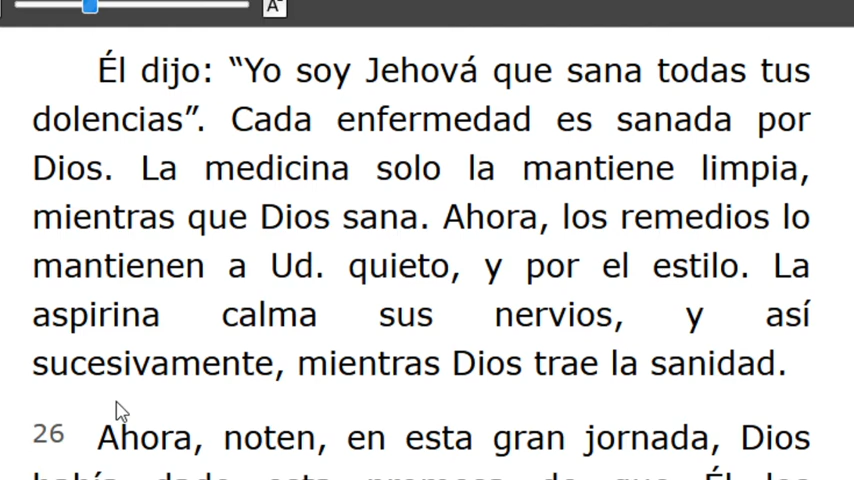 A
Él dijo: “Yo soy Jehová que sana todas tus
dolencias”. Cada enfermedad es sanada por
Dios. La medicina solo la mantiene limpia,
mientras que Dios sana. Ahora, los remedios lo
mantienen a Ud. quieto, y por el estilo. La
aspirina calma sus nervios, y así
sucesivamente, mientras Dios trae la sanidad.
26 Ahora, noten, en esta gran jornada, Dios